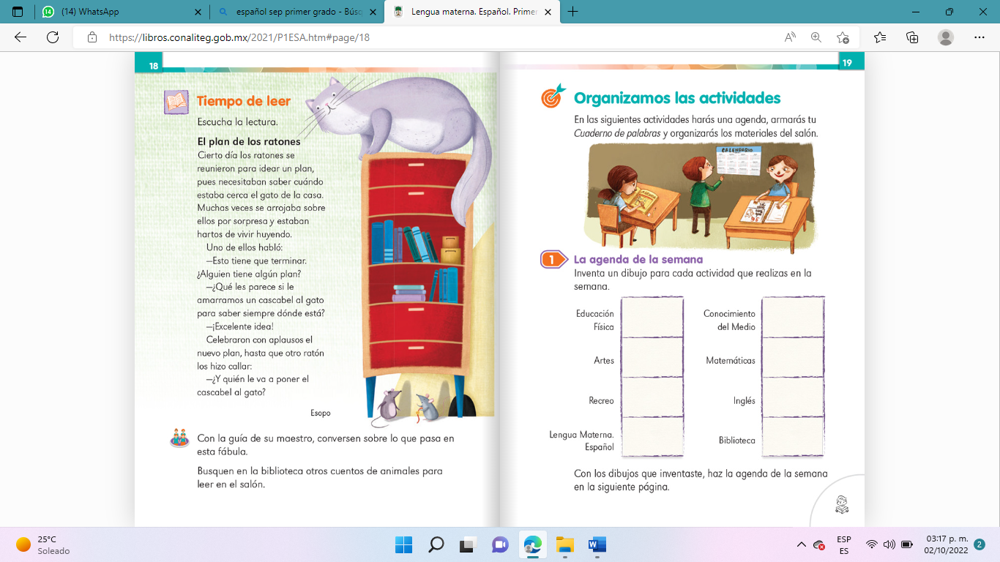 (14) WhatsApp
español sep primer grado - Búsq
Lengua materna. Español. Primer
https://libros.conaliteg.gob.mx/2021/P1ESA.htm#page/18
18
Tiempo de leer
Escucha la lectura.
El plan de los ratones
Cierto día los ratones se
reunieron para idear un plan,
pues necesitaban saber cuándo
estaba cerca el gato de la casa.
Muchas veces se arrojaba sobre
ellos por sorpresa y estaban
hartos de vivir huyendo.
Uno de ellos habló:
—Esto tiene que terminar.
¿Alguien tiene algún plan?
—¿Qué les parece si le
amarramos un cascabel al gato
para saber siempre dónde está?
—¡Excelente idea!
Celebraron con aplausos el
nuevo plan, hasta que otro ratón
los hizo callar:
—¿Y quién le va a poner el
cascabel al gato?
Esopo
Con la guía de su maestro, conversen sobre lo que pasa en
esta fábula.
Busquen en la biblioteca otros cuentos de animales para
leer en el salón.
19
Organizamos las actividades
En las siguientes actividades harás una agenda, armarás tu
Cuaderno de palabras y organizarás los materiales del salón.
CALENDARIO
AGENDA
1
La agenda de la semana
Inventa un dibujo para cada actividad que realizas en la
semana.
Educación
Física
Conocimiento
del Medio
Artes
Matemáticas
Recreo
Inglés
Lengua Materna.
Español
Biblioteca
Con los dibujos que inventaste, haz la agenda de la semana
en la siguiente página.
25°C
Soleado
ESP
ES
03:17 p. m.
02/10/2022
2